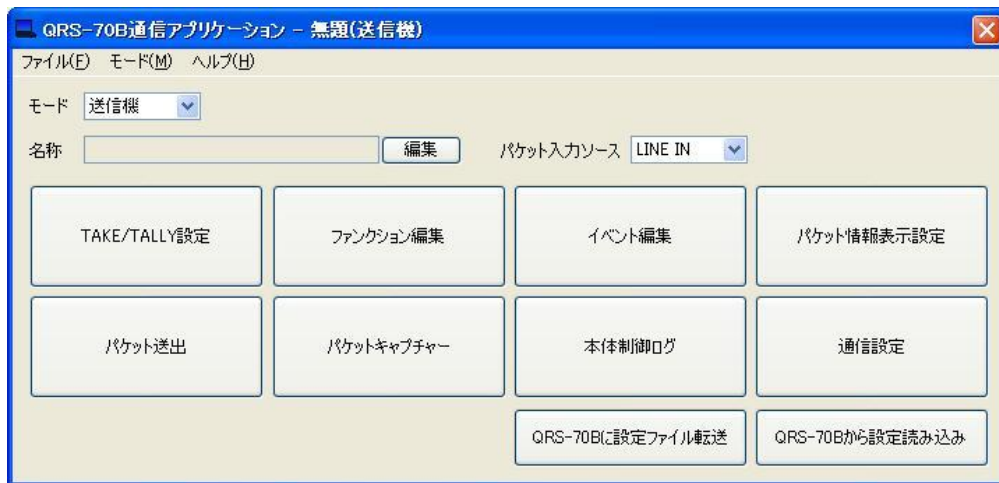 QRS-70B通信アプリケーション - 無題(送信機)
ファイル(F) モード(M) ヘルプ(H)
モード 送信機
名称 編集 パケット入力ソース LINE IN
TAKE/TALLY設定 ファンクション編集 イベント編集 パケット情報表示設定
パケット送出 パケットキャプチャー 本体制御ログ 通信設定
QRS-70Bに設定ファイル転送 QRS-70Bから設定読み込み